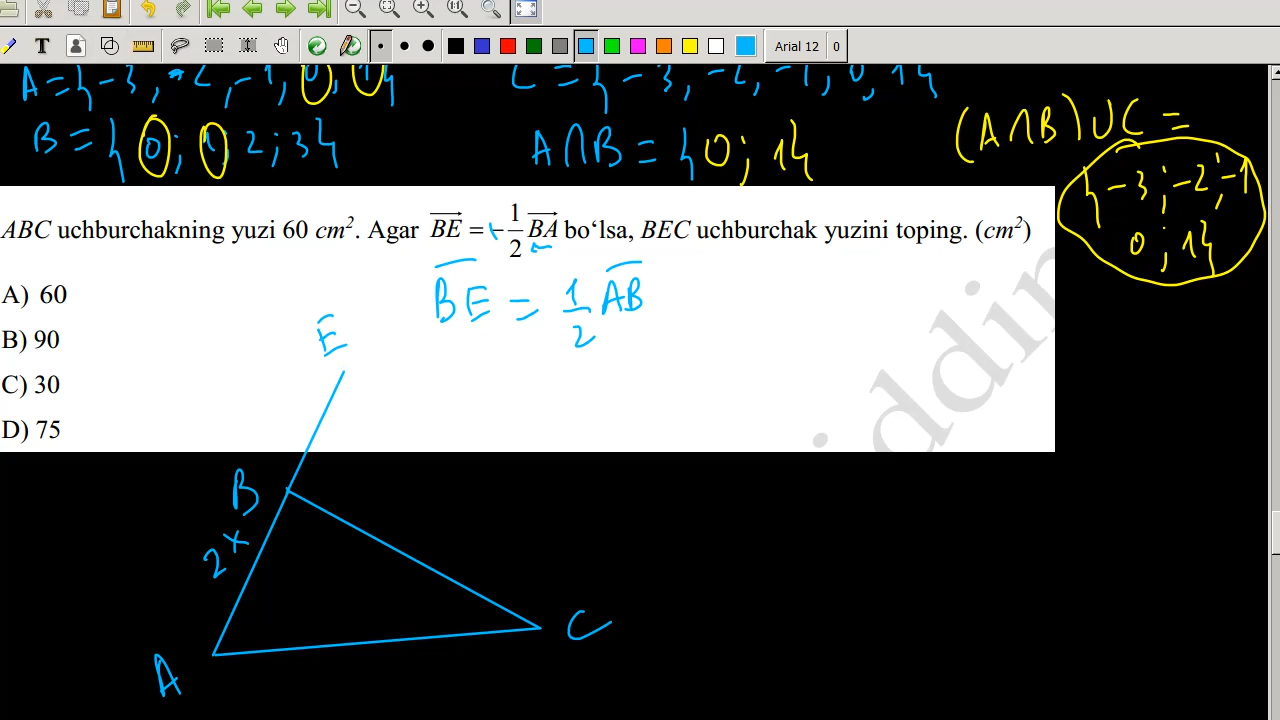 Arial 12 0
A = {-3, -2, -1, 0, 1}
C = {-3, -2, -1, 0, 1}
B = { 0; 1; 2; 3}
A∩B = { 0; 1}
(A∩B)∪C =
{-3; -2; -1
0; 1}
ABC uchburchakning yuzi 60 cm². Agar BE = -1/2 BA bo‘lsa, BEC uchburchak yuzini toping. (cm²)
A) 60
B) 90
C) 30
D) 75
BE = 1/2 AB
E
B
2x
A
C